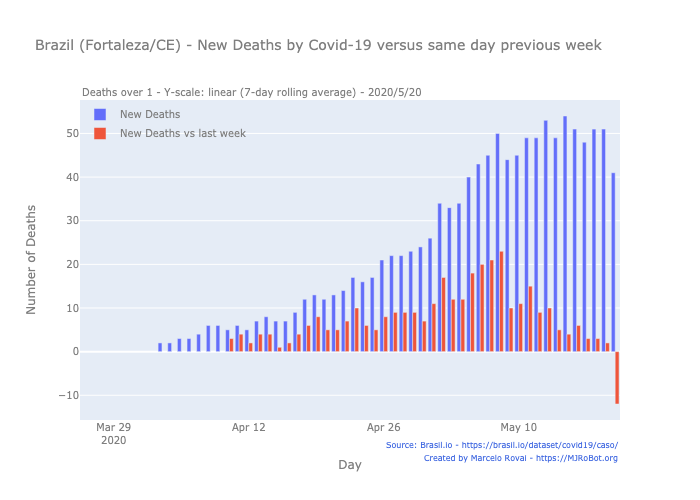 Brazil (Fortaleza/CE) - New Deaths by Covid-19 versus same day previous week
Deaths over 1 - Y-scale: linear (7-day rolling average) - 2020/5/20
New Deaths
New Deaths vs last week
Number of Deaths
50
40
30
20
10
0
−10
Mar 29
2020
Apr 12
Apr 26
May 10
Day
Source: Brasil.io - https://brasil.io/dataset/covid19/caso/
Created by Marcelo Rovai - https://MJRoBot.org